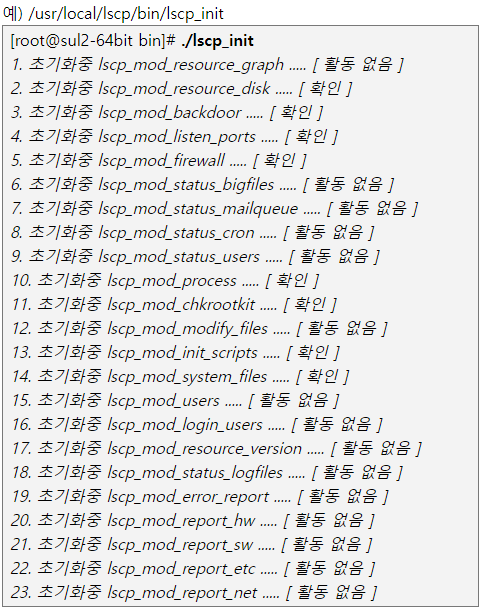 예) /usr/local/lscp/bin/lscp_init
[root@sul2-64bit bin]# ./lscp_init
1. 초기화중 lscp_mod_resource_graph ..... [ 활동 없음 ]
2. 초기화중 lscp_mod_resource_disk ..... [ 확인 ]
3. 초기화중 lscp_mod_backdoor ..... [ 확인 ]
4. 초기화중 lscp_mod_listen_ports ..... [ 확인 ]
5. 초기화중 lscp_mod_firewall ..... [ 확인 ]
6. 초기화중 lscp_mod_status_bigfiles ..... [ 활동 없음 ]
7. 초기화중 lscp_mod_status_mailqueue ..... [ 활동 없음 ]
8. 초기화중 lscp_mod_status_cron ..... [ 활동 없음 ]
9. 초기화중 lscp_mod_status_users ..... [ 활동 없음 ]
10. 초기화중 lscp_mod_process ..... [ 확인 ]
11. 초기화중 lscp_mod_chkrootkit ..... [ 확인 ]
12. 초기화중 lscp_mod_modify_files ..... [ 활동 없음 ]
13. 초기화중 lscp_mod_init_scripts ..... [ 확인 ]
14. 초기화중 lscp_mod_system_files ..... [ 확인 ]
15. 초기화중 lscp_mod_users ..... [ 활동 없음 ]
16. 초기화중 lscp_mod_login_users ..... [ 활동 없음 ]
17. 초기화중 lscp_mod_resource_version ..... [ 활동 없음 ]
18. 초기화중 lscp_mod_status_logfiles ..... [ 활동 없음 ]
19. 초기화중 lscp_mod_error_report ..... [ 활동 없음 ]
20. 초기화중 lscp_mod_report_hw ..... [ 활동 없음 ]
21. 초기화중 lscp_mod_report_sw ..... [ 활동 없음 ]
22. 초기화중 lscp_mod_report_etc ..... [ 활동 없음 ]
23. 초기화중 lscp_mod_report_net ..... [ 활동 없음 ]